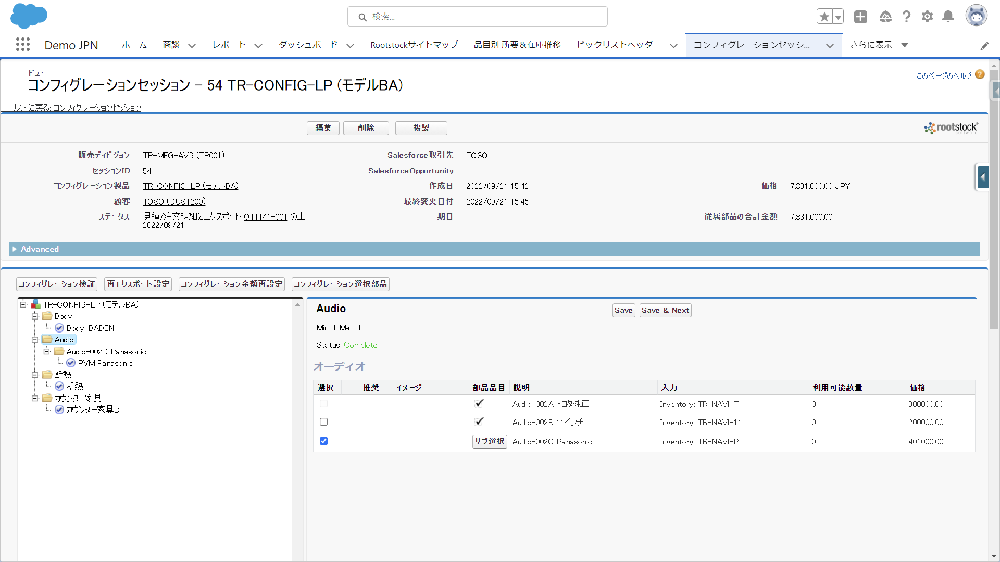 検索...
Demo JPN
ホーム
商談
レポート
ダッシュボード
Rootstockサイトマップ
品目別 所要&在庫推移
ピックリストヘッダー
コンフィグレーションセッシ...
さらに表示
ビュー
コンフィグレーションセッション - 54 TR-CONFIG-LP (モデルBA)
このページのヘルプ
≪ リストに戻る: コンフィグレーションセッション
編集 削除 複製
rootstock
software
販売ディビジョン TR-MFG-AVG (TR001) Salesforce取引先 TOSO
セッションID 54 SalesforceOpportunity
コンフィグレーション製品 TR-CONFIG-LP (モデルBA) 作成日 2022/09/21 15:42 価格 7,831,000.00 JPY
顧客 TOSO (CUST200) 最終変更日付 2022/09/21 15:45
ステータス 見積/注文明細にエクスポート QT1141-001 の上 期日 従属部品の合計金額 7,831,000.00
2022/09/21
Advanced
コンフィグレーション検証 再エクスポート設定 コンフィグレーション金額再設定 コンフィグレーション選択部品
TR-CONFIG-LP (モデルBA)
Body
Body-BADEN
Audio
Audio-002C Panasonic
PVM Panasonic
断熱
断熱
カウンター家具
カウンター家具B
Audio
Save Save & Next
Min: 1 Max: 1
Status: Complete
オーディオ
選択 推奨 イメージ 部品品目 説明 入力 利用可能数量 価格
Audio-002A トヨタ純正 Inventory: TR-NAVI-T 0 300000.00
Audio-002B 11インチ Inventory: TR-NAVI-11 0 200000.00
サブ選択 Audio-002C Panasonic Inventory: TR-NAVI-P 0 401000.00